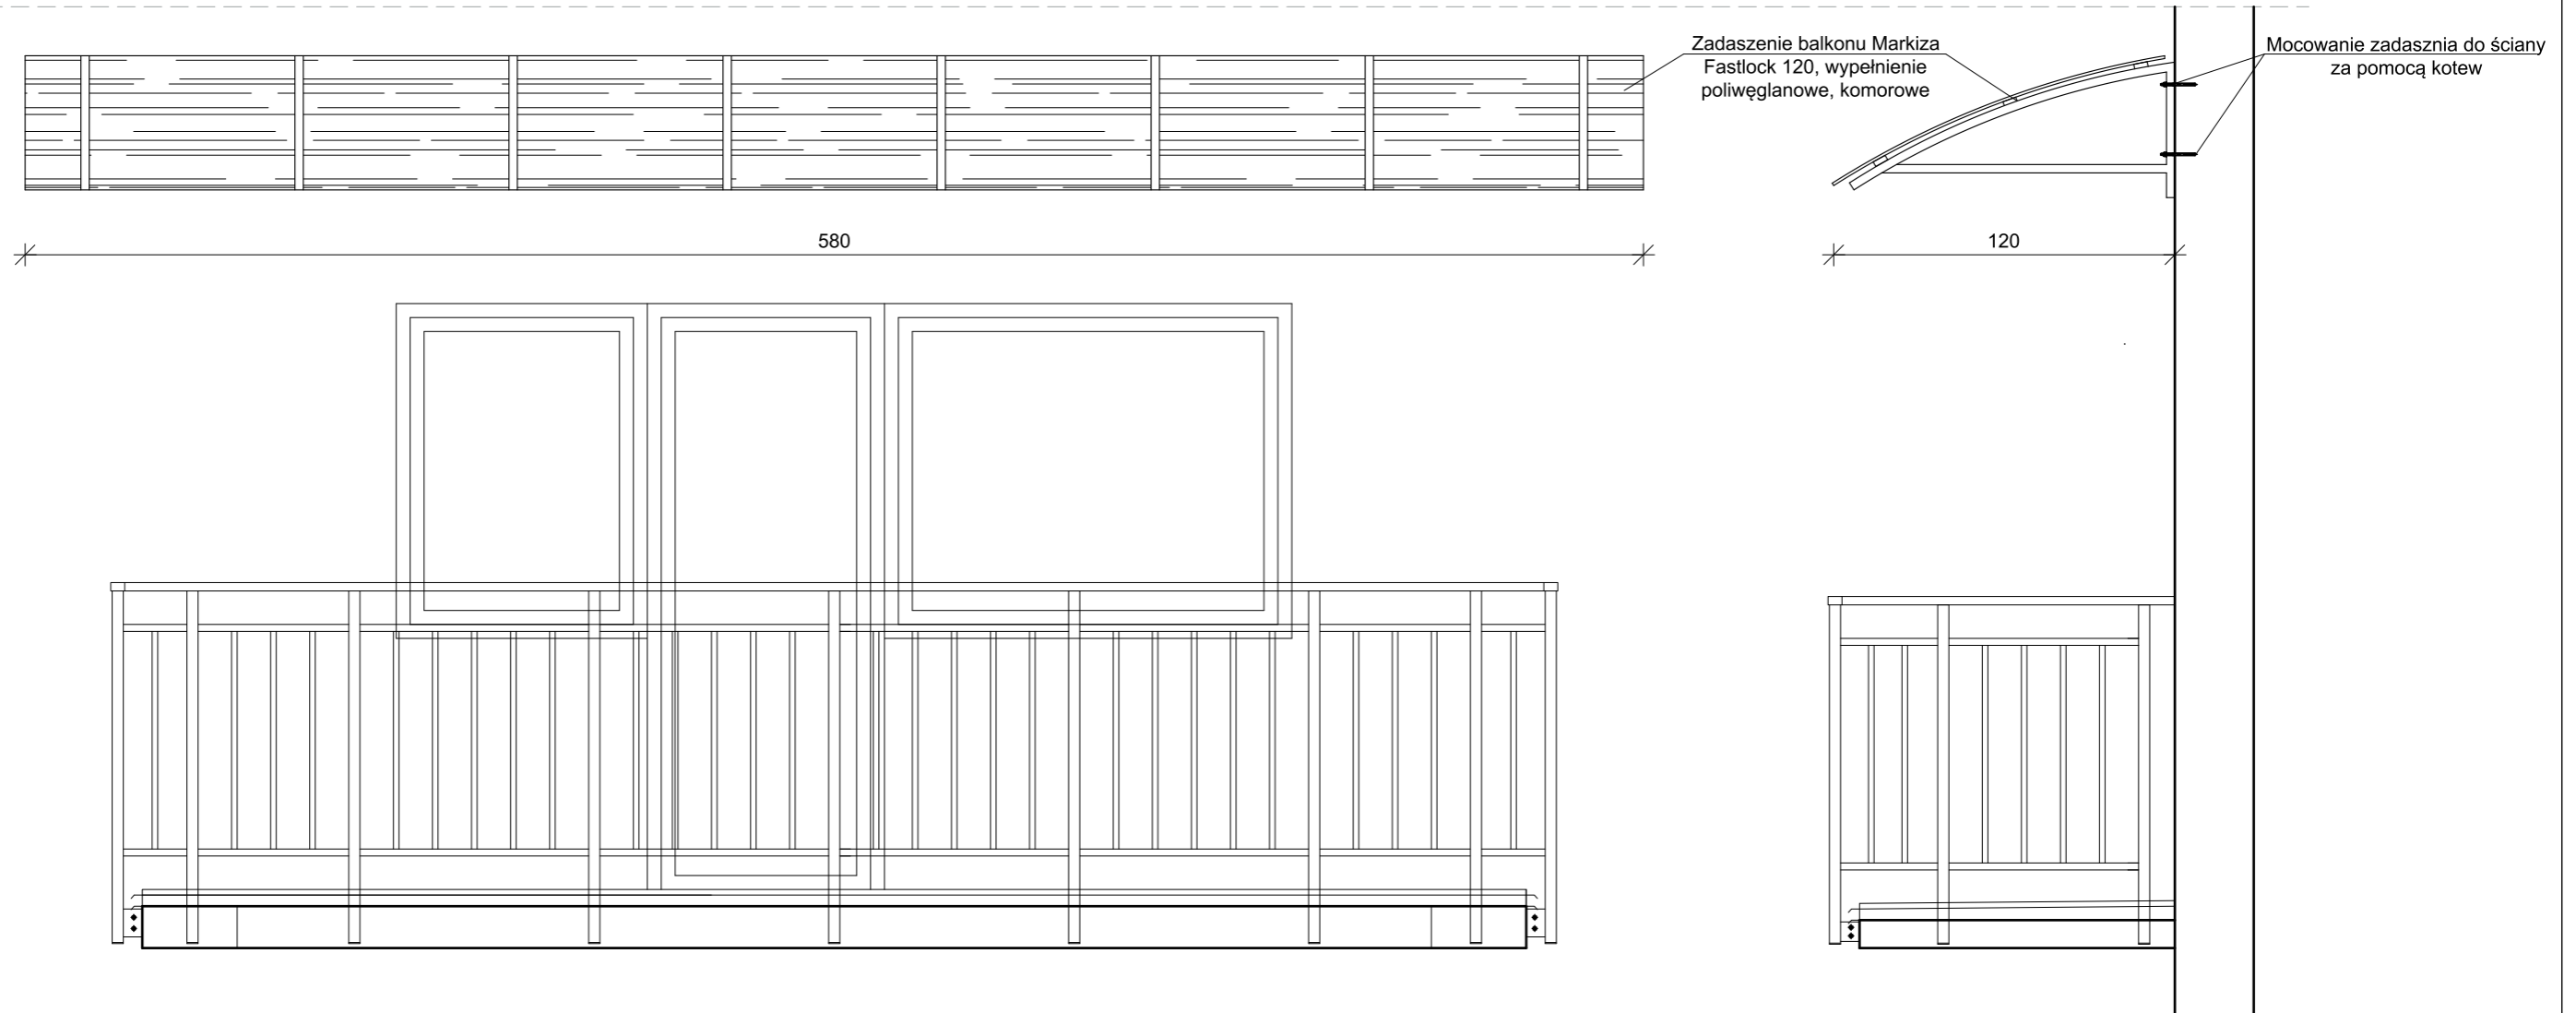 Zadaszenie balkonu Markiza
Fastlock 120, wypełnienie
poliwęglanowe, komorowe
Mocowanie zadasznia do ściany
za pomocą kotew
580
120